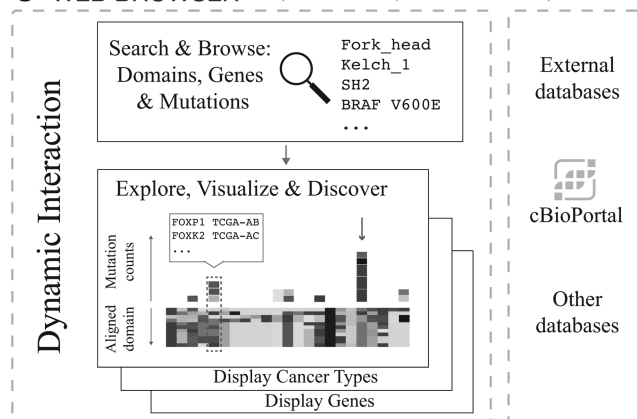 WEB BROWSER
Dynamic Interaction
Search & Browse:
Domains, Genes
& Mutations
Fork_head
Kelch_1
SH2
BRAF V600E
...
Explore, Visualize & Discover
FOXP1 TCGA-AB
FOXK2 TCGA-AC
...
Mutation
counts
Aligned
domain
Display Cancer Types
Display Genes
External
databases
cBioPortal
Other
databases